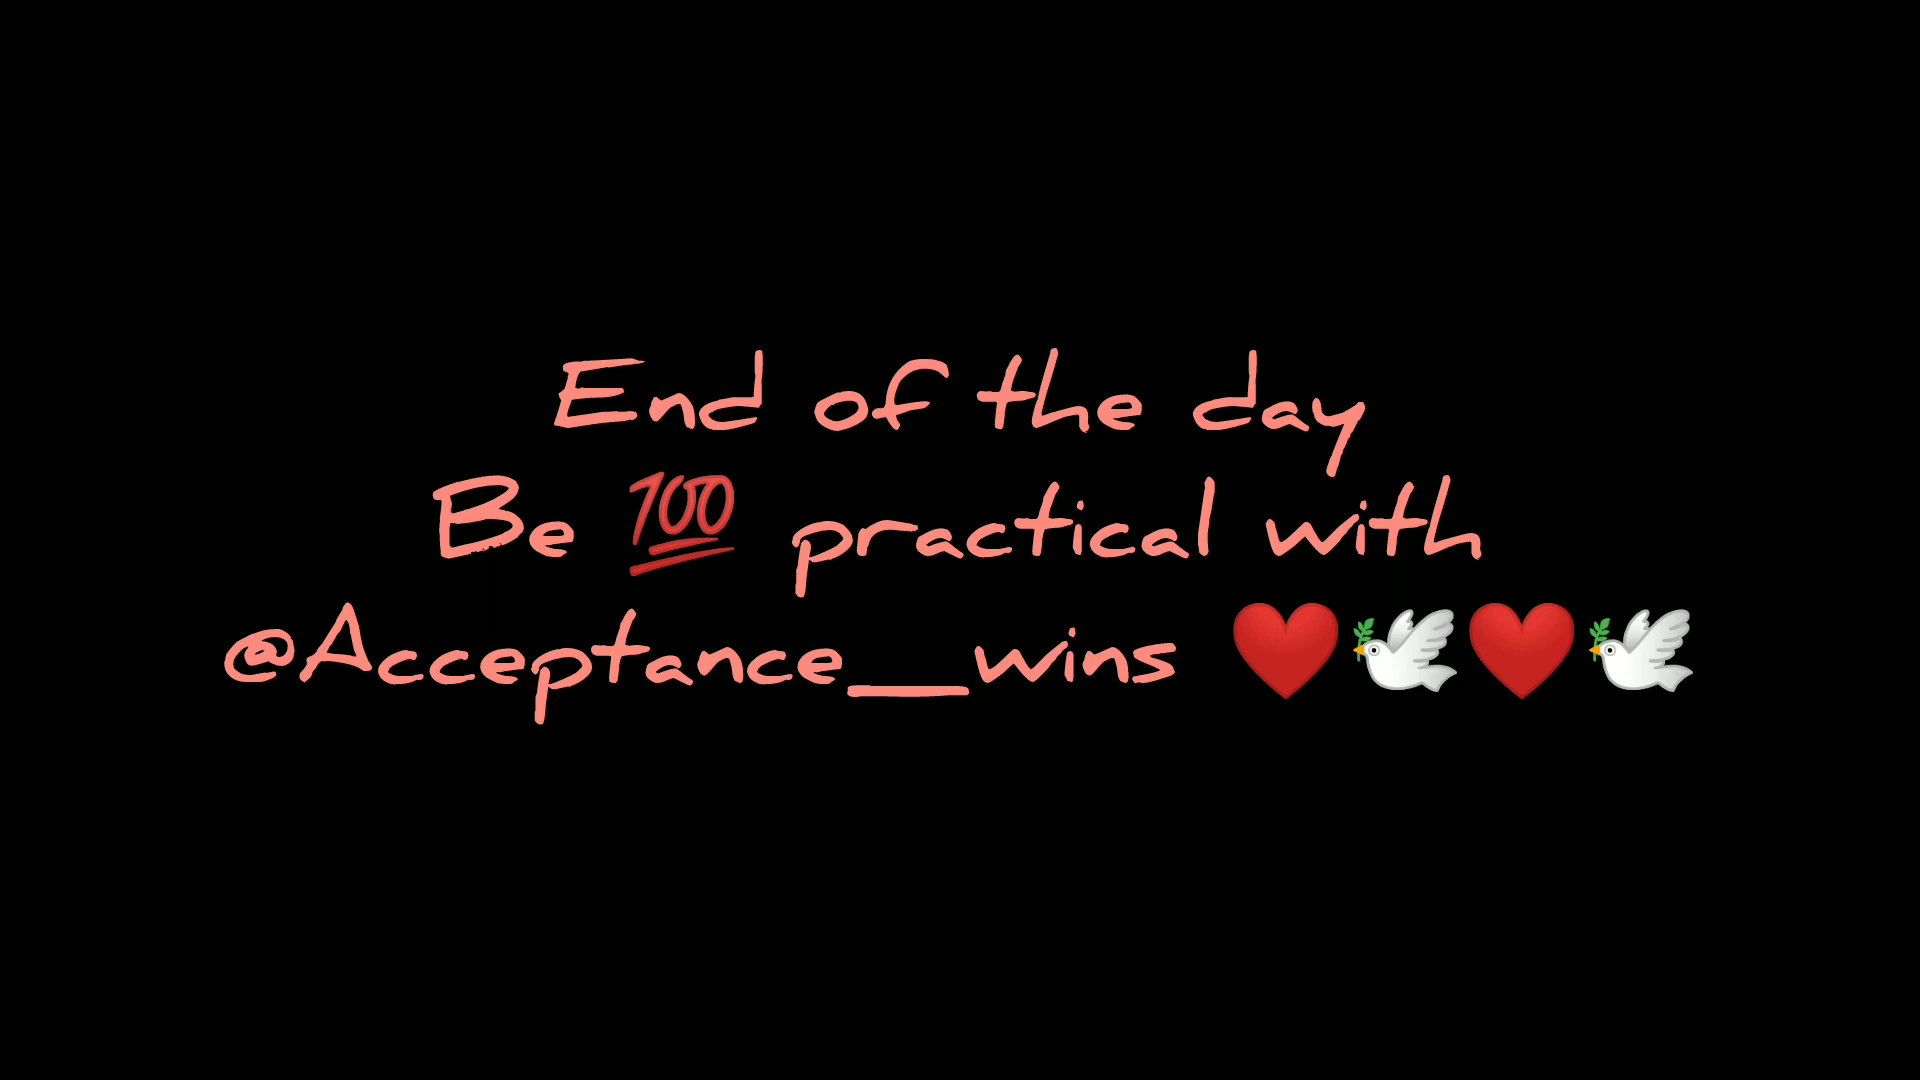 End of the day
Be 💯 practical with
@Acceptance__wins ❤️🕊️❤️🕊️